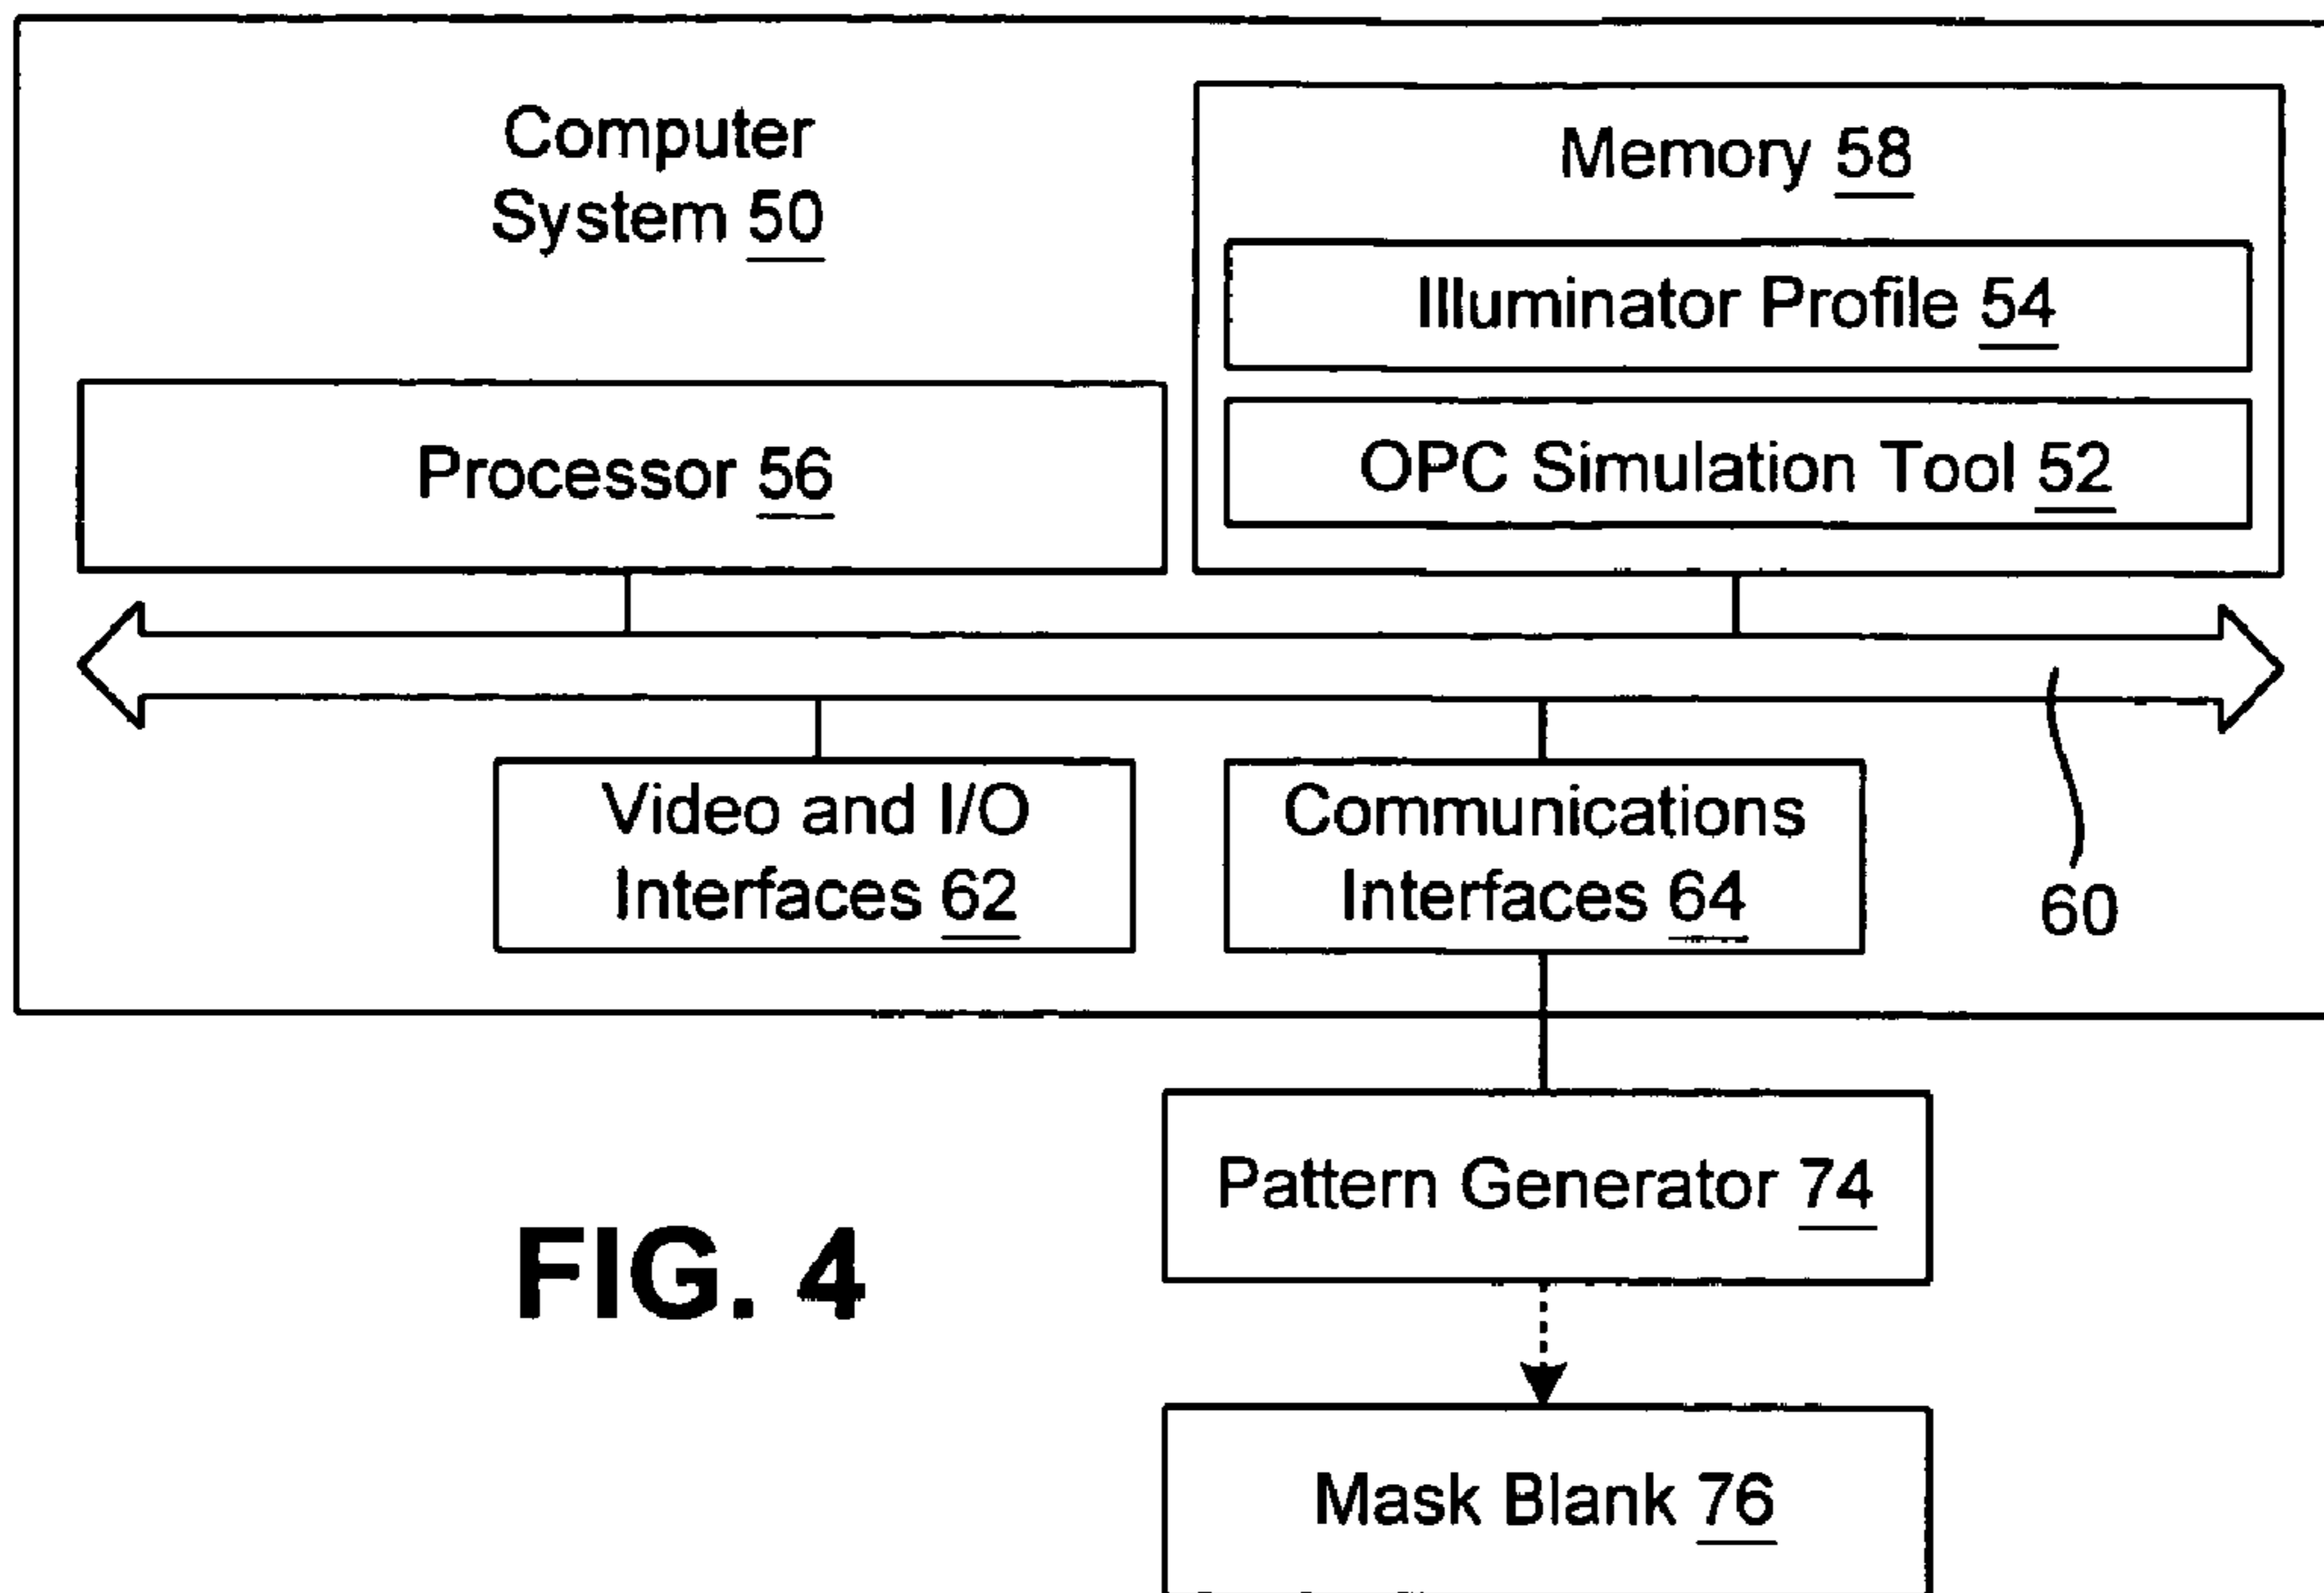 Computer
System 50
Memory 58
Illuminator Profile 54
OPC Simulation Tool 52
Processor 56
Video and I/O
Interfaces 62
Communications
Interfaces 64
60
Pattern Generator 74
FIG. 4
Mask Blank 76